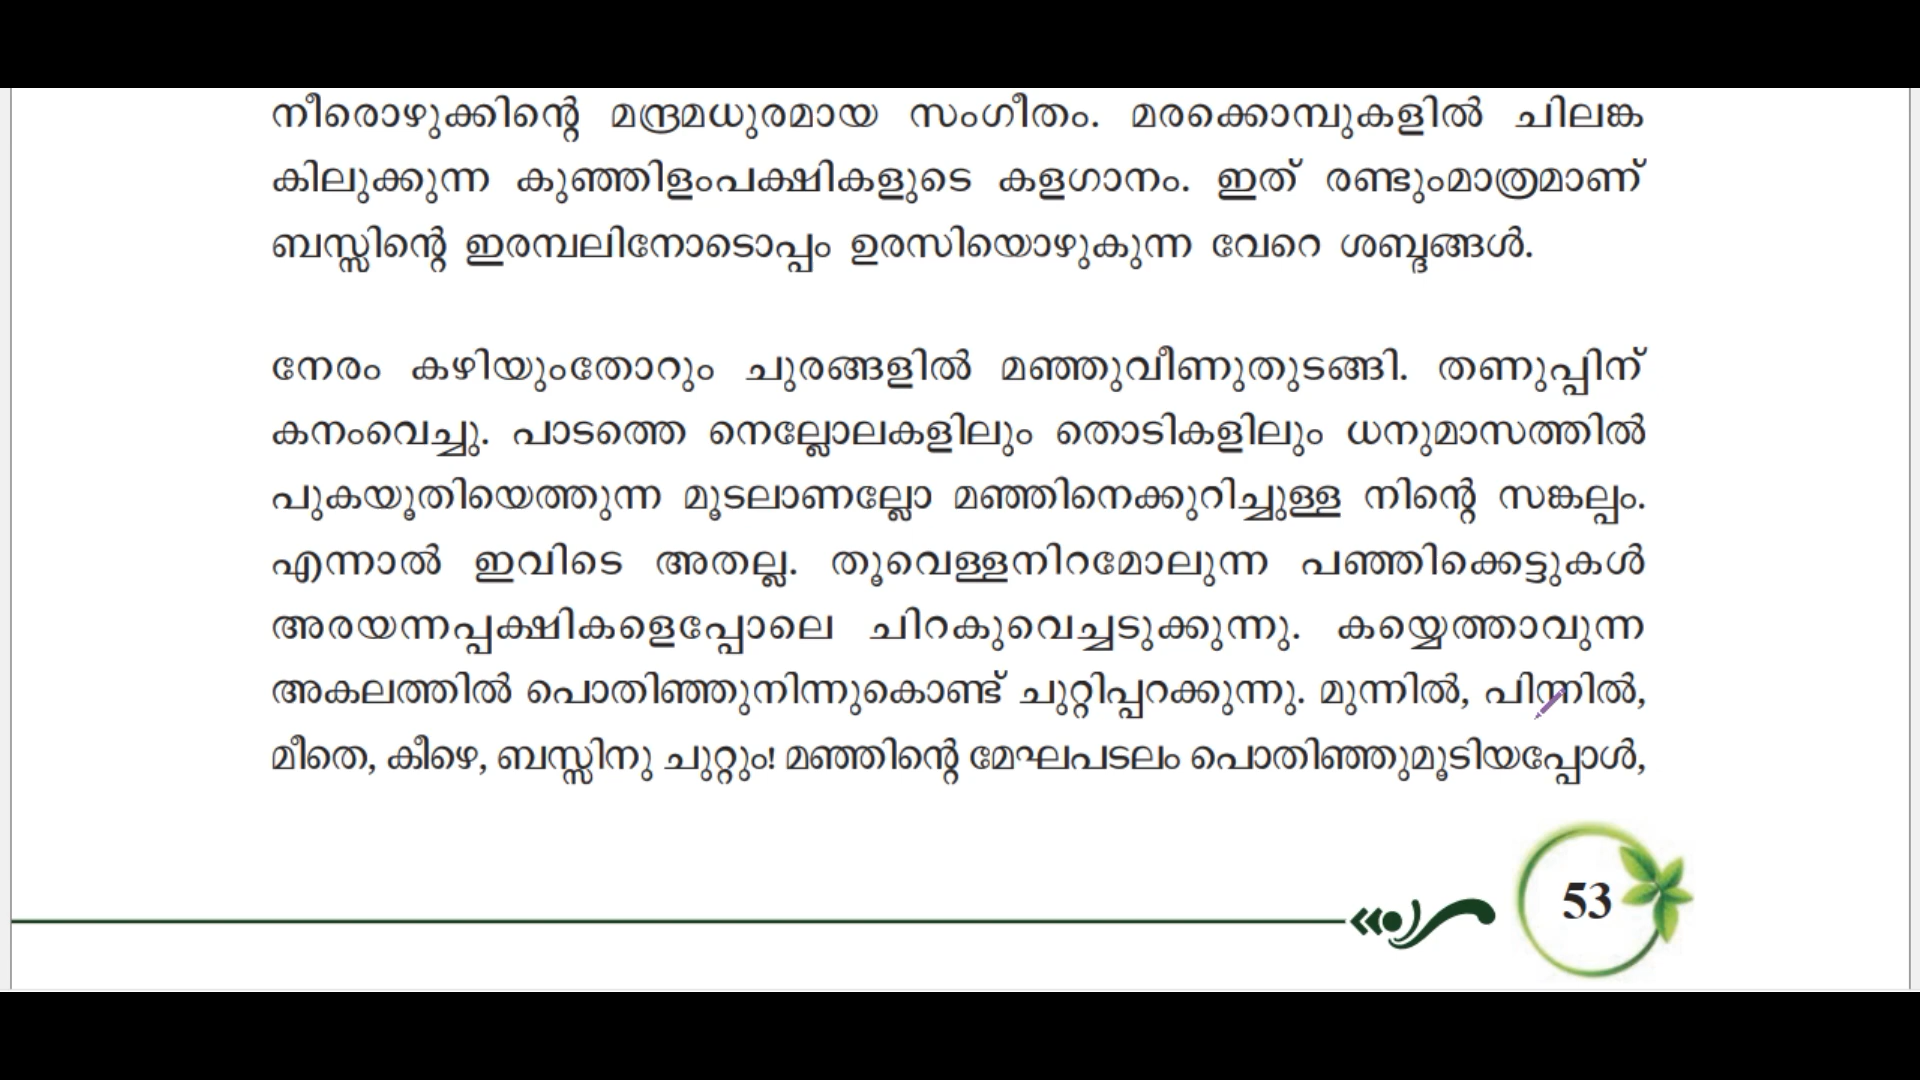 നീരൊഴുക്കിന്റെ മന്ദ്രമധുരമായ സംഗീതം. മരക്കൊമ്പുകളിൽ ചിലങ്ക
കിലുക്കുന്ന കുഞ്ഞിളംപക്ഷികളുടെ കളഗാനം. ഇത് രണ്ടുംമാത്രമാണ്
ബസ്സിന്റെ ഇരമ്പലിനോടൊപ്പം ഉരസിയൊഴുകുന്ന വേറെ ശബ്ദങ്ങൾ.
നേരം കഴിയുംതോറും ചുരങ്ങളിൽ മഞ്ഞുവീണുതുടങ്ങി. തണുപ്പിന്
കനംവെച്ചു. പാടത്തെ നെല്ലോലകളിലും തൊടികളിലും ധനുമാസത്തിൽ
പുകയൂതിയെത്തുന്ന മൂടലാണല്ലോ മഞ്ഞിനെക്കുറിച്ചുള്ള നിന്റെ സങ്കല്പം.
എന്നാൽ ഇവിടെ അതല്ല. തൂവെള്ളനിറമോലുന്ന പഞ്ഞിക്കെട്ടുകൾ
അരയന്നപ്പക്ഷികളെപ്പോലെ ചിറകുവെച്ചടുക്കുന്നു. കയ്യെത്താവുന്ന
അകലത്തിൽ പൊതിഞ്ഞുനിന്നുകൊണ്ട് ചുറ്റിപ്പറക്കുന്നു. മുന്നിൽ, പിന്നിൽ,
മീതെ, കീഴെ, ബസ്സിനു ചുറ്റും! മഞ്ഞിന്റെ മേഘപടലം പൊതിഞ്ഞുമൂടിയപ്പോൾ,
53